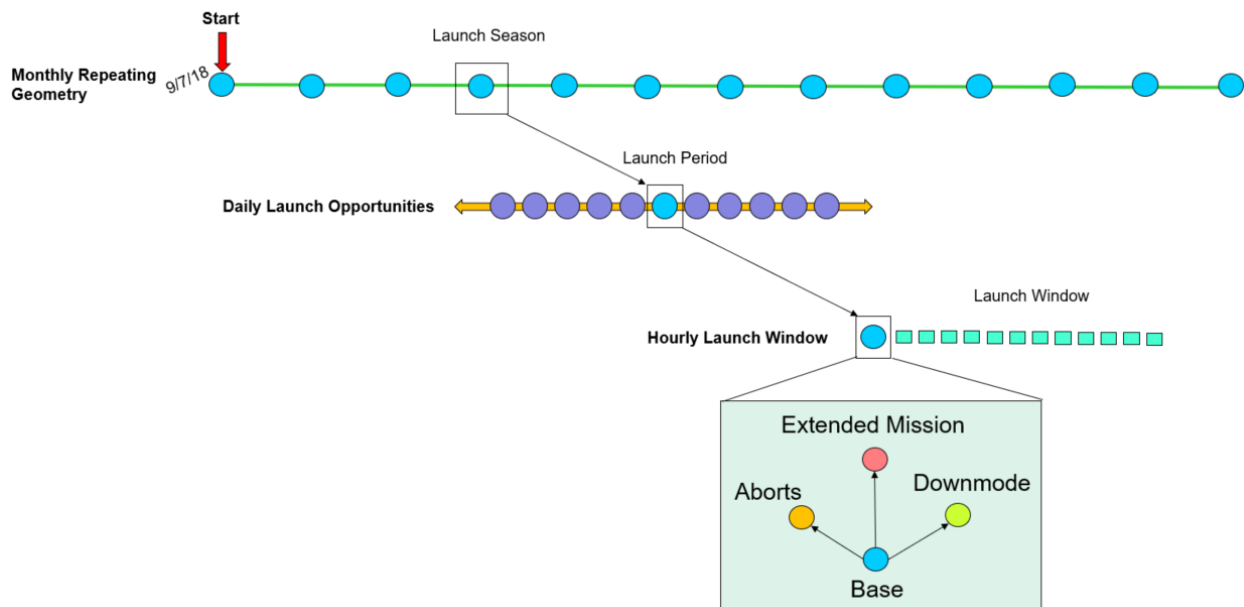 Start
Launch Season
Monthly Repeating
Geometry
9/7/18
Launch Period
Daily Launch Opportunities
Launch Window
Hourly Launch Window
Extended Mission
Aborts
Downmode
Base